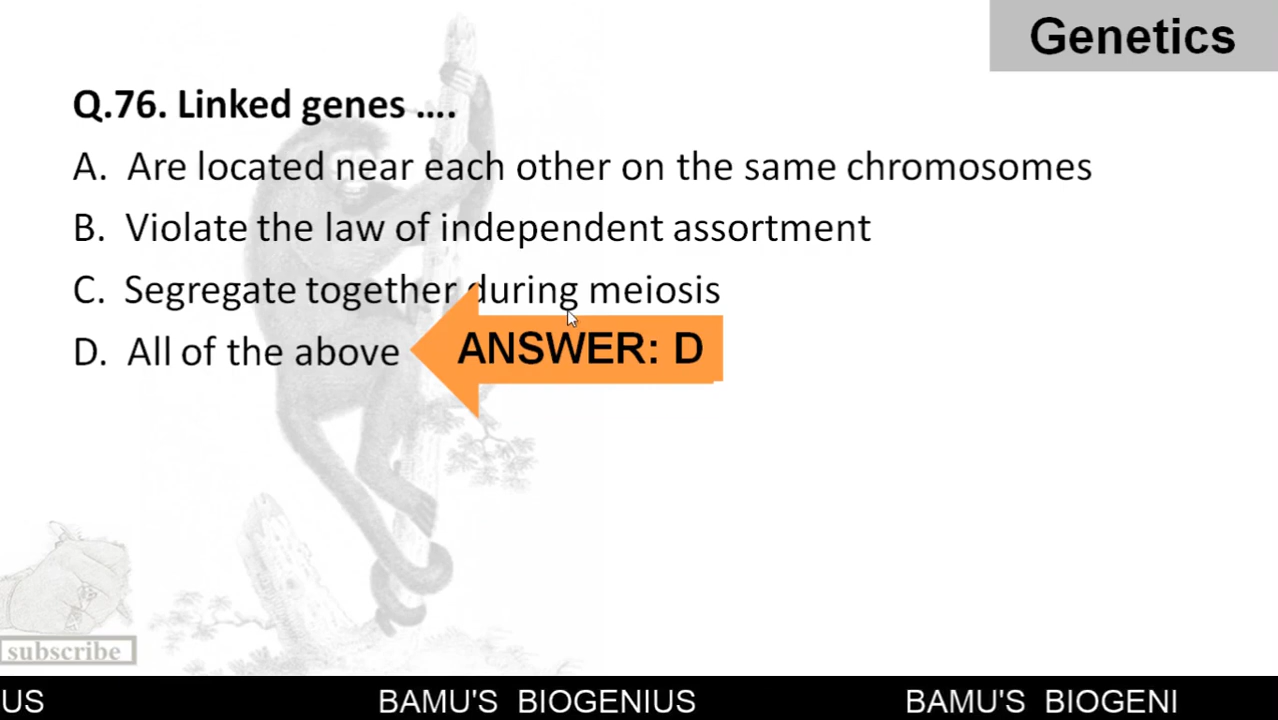 Genetics
Q.76. Linked genes ....
A. Are located near each other on the same chromosomes
B. Violate the law of independent assortment
C. Segregate together during meiosis
D. All of the above
ANSWER: D
subscribe
US BAMU'S BIOGENIUS BAMU'S BIOGENI